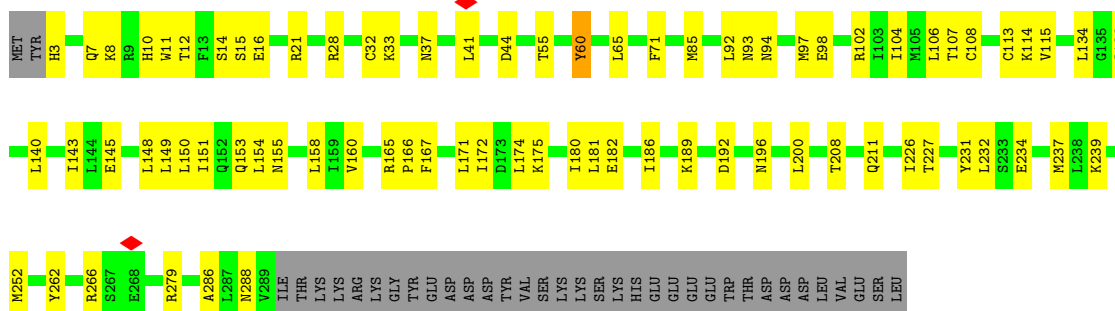 MET TYR H3 Q7 K8 R9 H10 W11 T12 F13 S14 S15 E16 R21 R28 C32 K33 N37 L41 D44 T55 Y60 L65 F71 M85 L92 N93 N94 M97 E98 R102 I103 I104 M105 L106 T107 C108 C113 K114 V115 L134 G135
L140 I143 L144 E145 L148 L149 L150 I151 Q152 Q153 L154 N155 L158 I159 V160 R165 P166 F167 L171 I172 D173 L174 K175 I180 L181 E182 I186 K189 D192 N196 L200 T208 Q211 I226 T227 Y231 L232 S233 E234 M237 L238 K239
M252 Y262 R266 S267 E268 R279 A286 L287 N288 V289 ILE THR LYS LYS ARG LYS GLY TYR GLU ASP ASP ASP TYR VAL SER LYS LYS SER LYS HIS GLU GLU GLU GLU TRP THR ASP ASP ASP LEU VAL GLU SER LEU